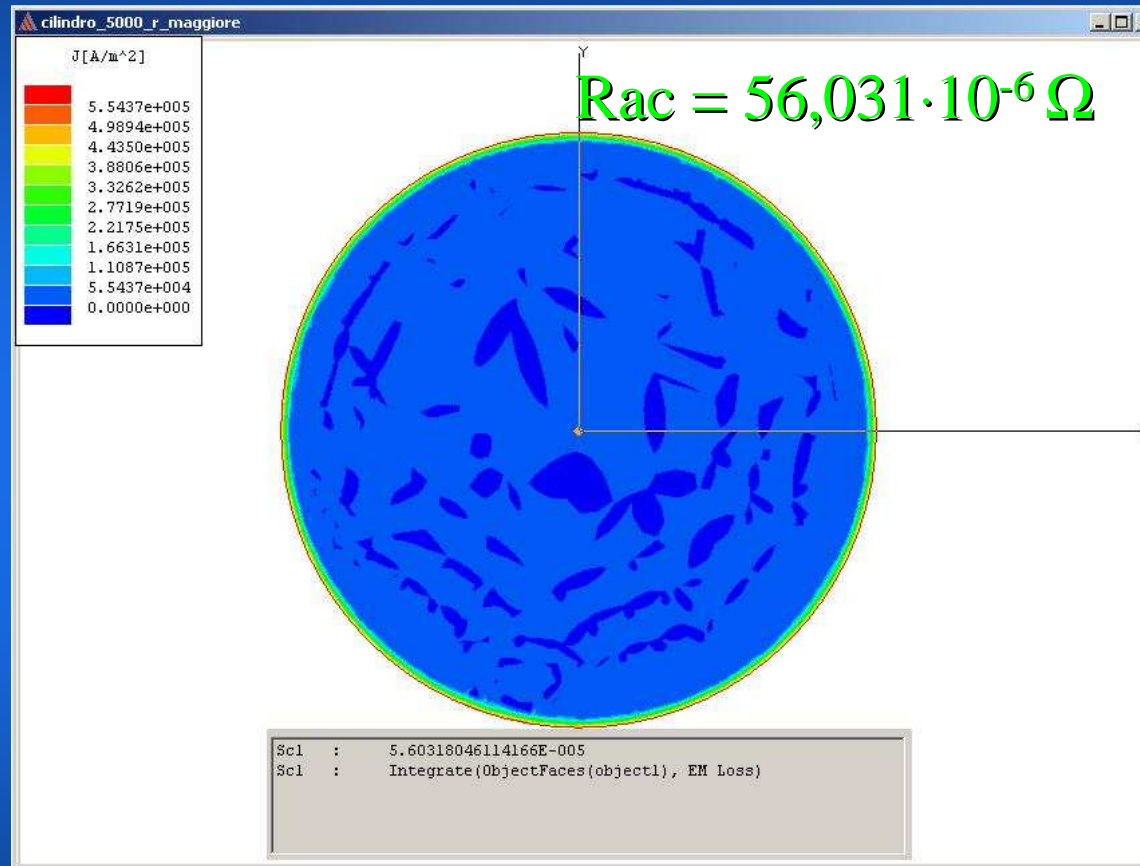 cilindro_5000_r_maggiore
J[A/m^2]
5.5437e+005
4.9894e+005
4.4350e+005
3.8806e+005
3.3262e+005
2.7719e+005
2.2175e+005
1.6631e+005
1.1087e+005
5.5437e+004
0.0000e+000
Y
Rac = 56,031·10-6 Ω
Sc1 : 5.60318046114166E-005
Sc1 : Integrate(ObjectFaces(object1), EM Loss)